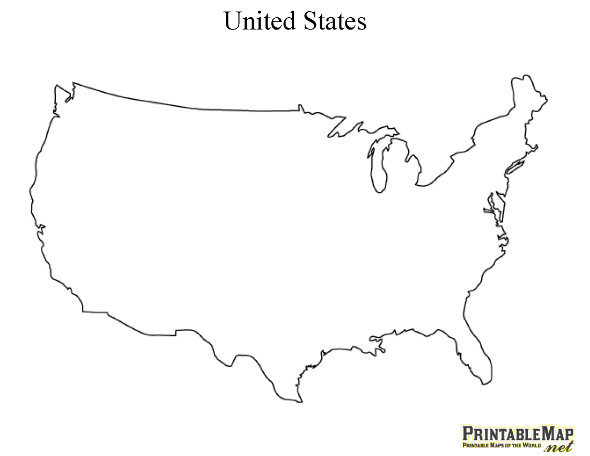 United States
PrintableMap
Printable Maps of the World
.net